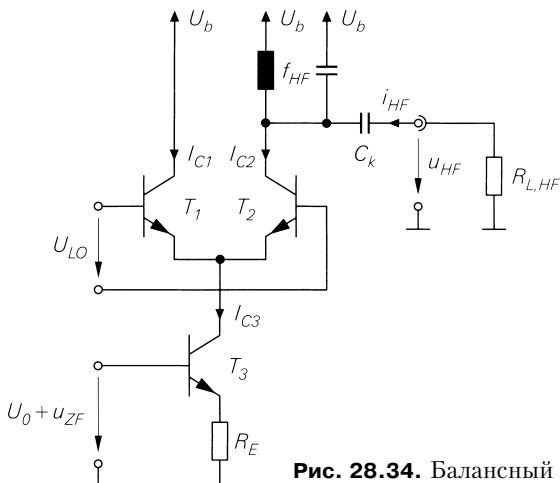 U_b U_b U_b
f_HF
i_HF
I_C1 I_C2 C_k
u_HF R_L,HF
T_1 T_2
U_LO
I_C3
T_3
U_0 + u_ZF
R_E
Рис. 28.34. Балансный